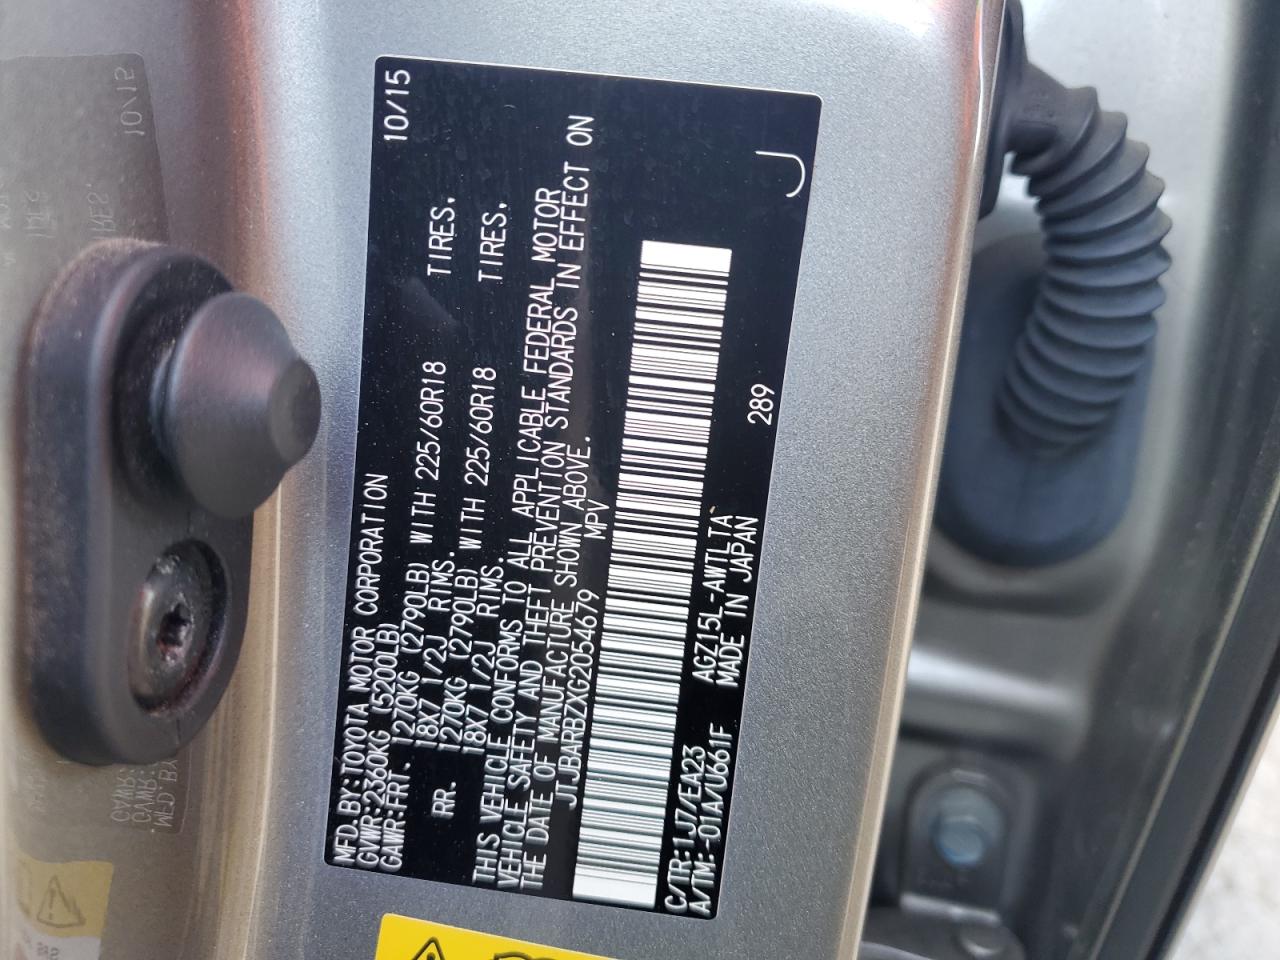 MFD.BY:TOYOTA MOTOR CORPORATION 10/15
GVWR:2360KG (5200LB)
GAWR:FRT. 1270KG (2790LB) WITH 225/60R18 TIRES.
18X7 1/2J RIMS.
RR. 1270KG (2790LB) WITH 225/60R18 TIRES.
18X7 1/2J RIMS.
THIS VEHICLE CONFORMS TO ALL APPLICABLE FEDERAL MOTOR
VEHICLE SAFETY AND THEFT PREVENTION STANDARDS IN EFFECT ON
THE DATE OF MANUFACTURE SHOWN ABOVE.
JTJBARBZXG2054679 MPV
C/TR:1J7/EA23 AGZ15L-AWTLTA 289 J
A/TM:-01A/U661F MADE IN JAPAN